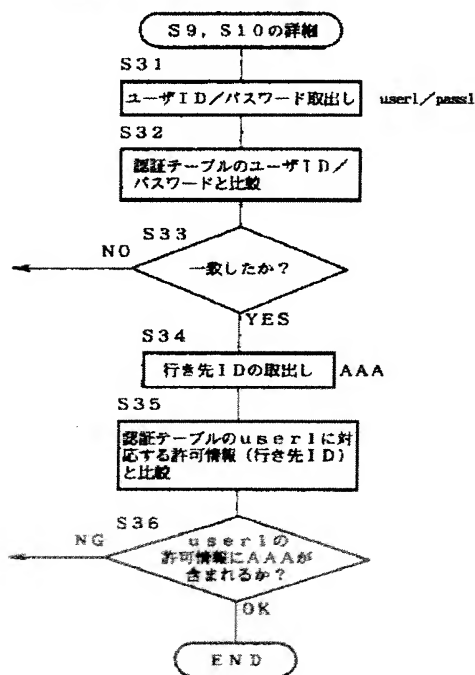 S9，S10の詳細
S31
ユーザID／パスワード取出し
user1／pass1
S32
認証テーブルのユーザID／
パスワードと比較
S33
NO
一致したか？
YES
S34
行き先IDの取出し
AAA
S35
認証テーブルのuser1に対
応する許可情報（行き先ID）
と比較
S36
NG
user1の
許可情報にAAAが
含まれるか？
OK
END